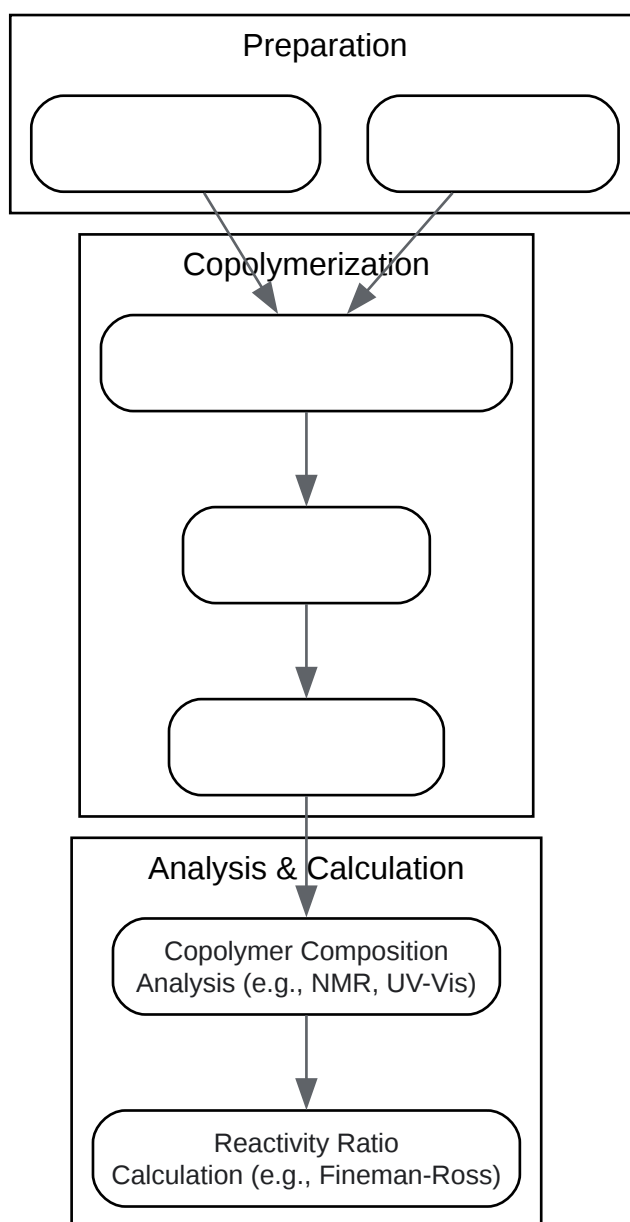 Preparation
Copolymerization
Analysis & Calculation
Copolymer Composition
Analysis (e.g., NMR, UV-Vis)
Reactivity Ratio
Calculation (e.g., Fineman-Ross)